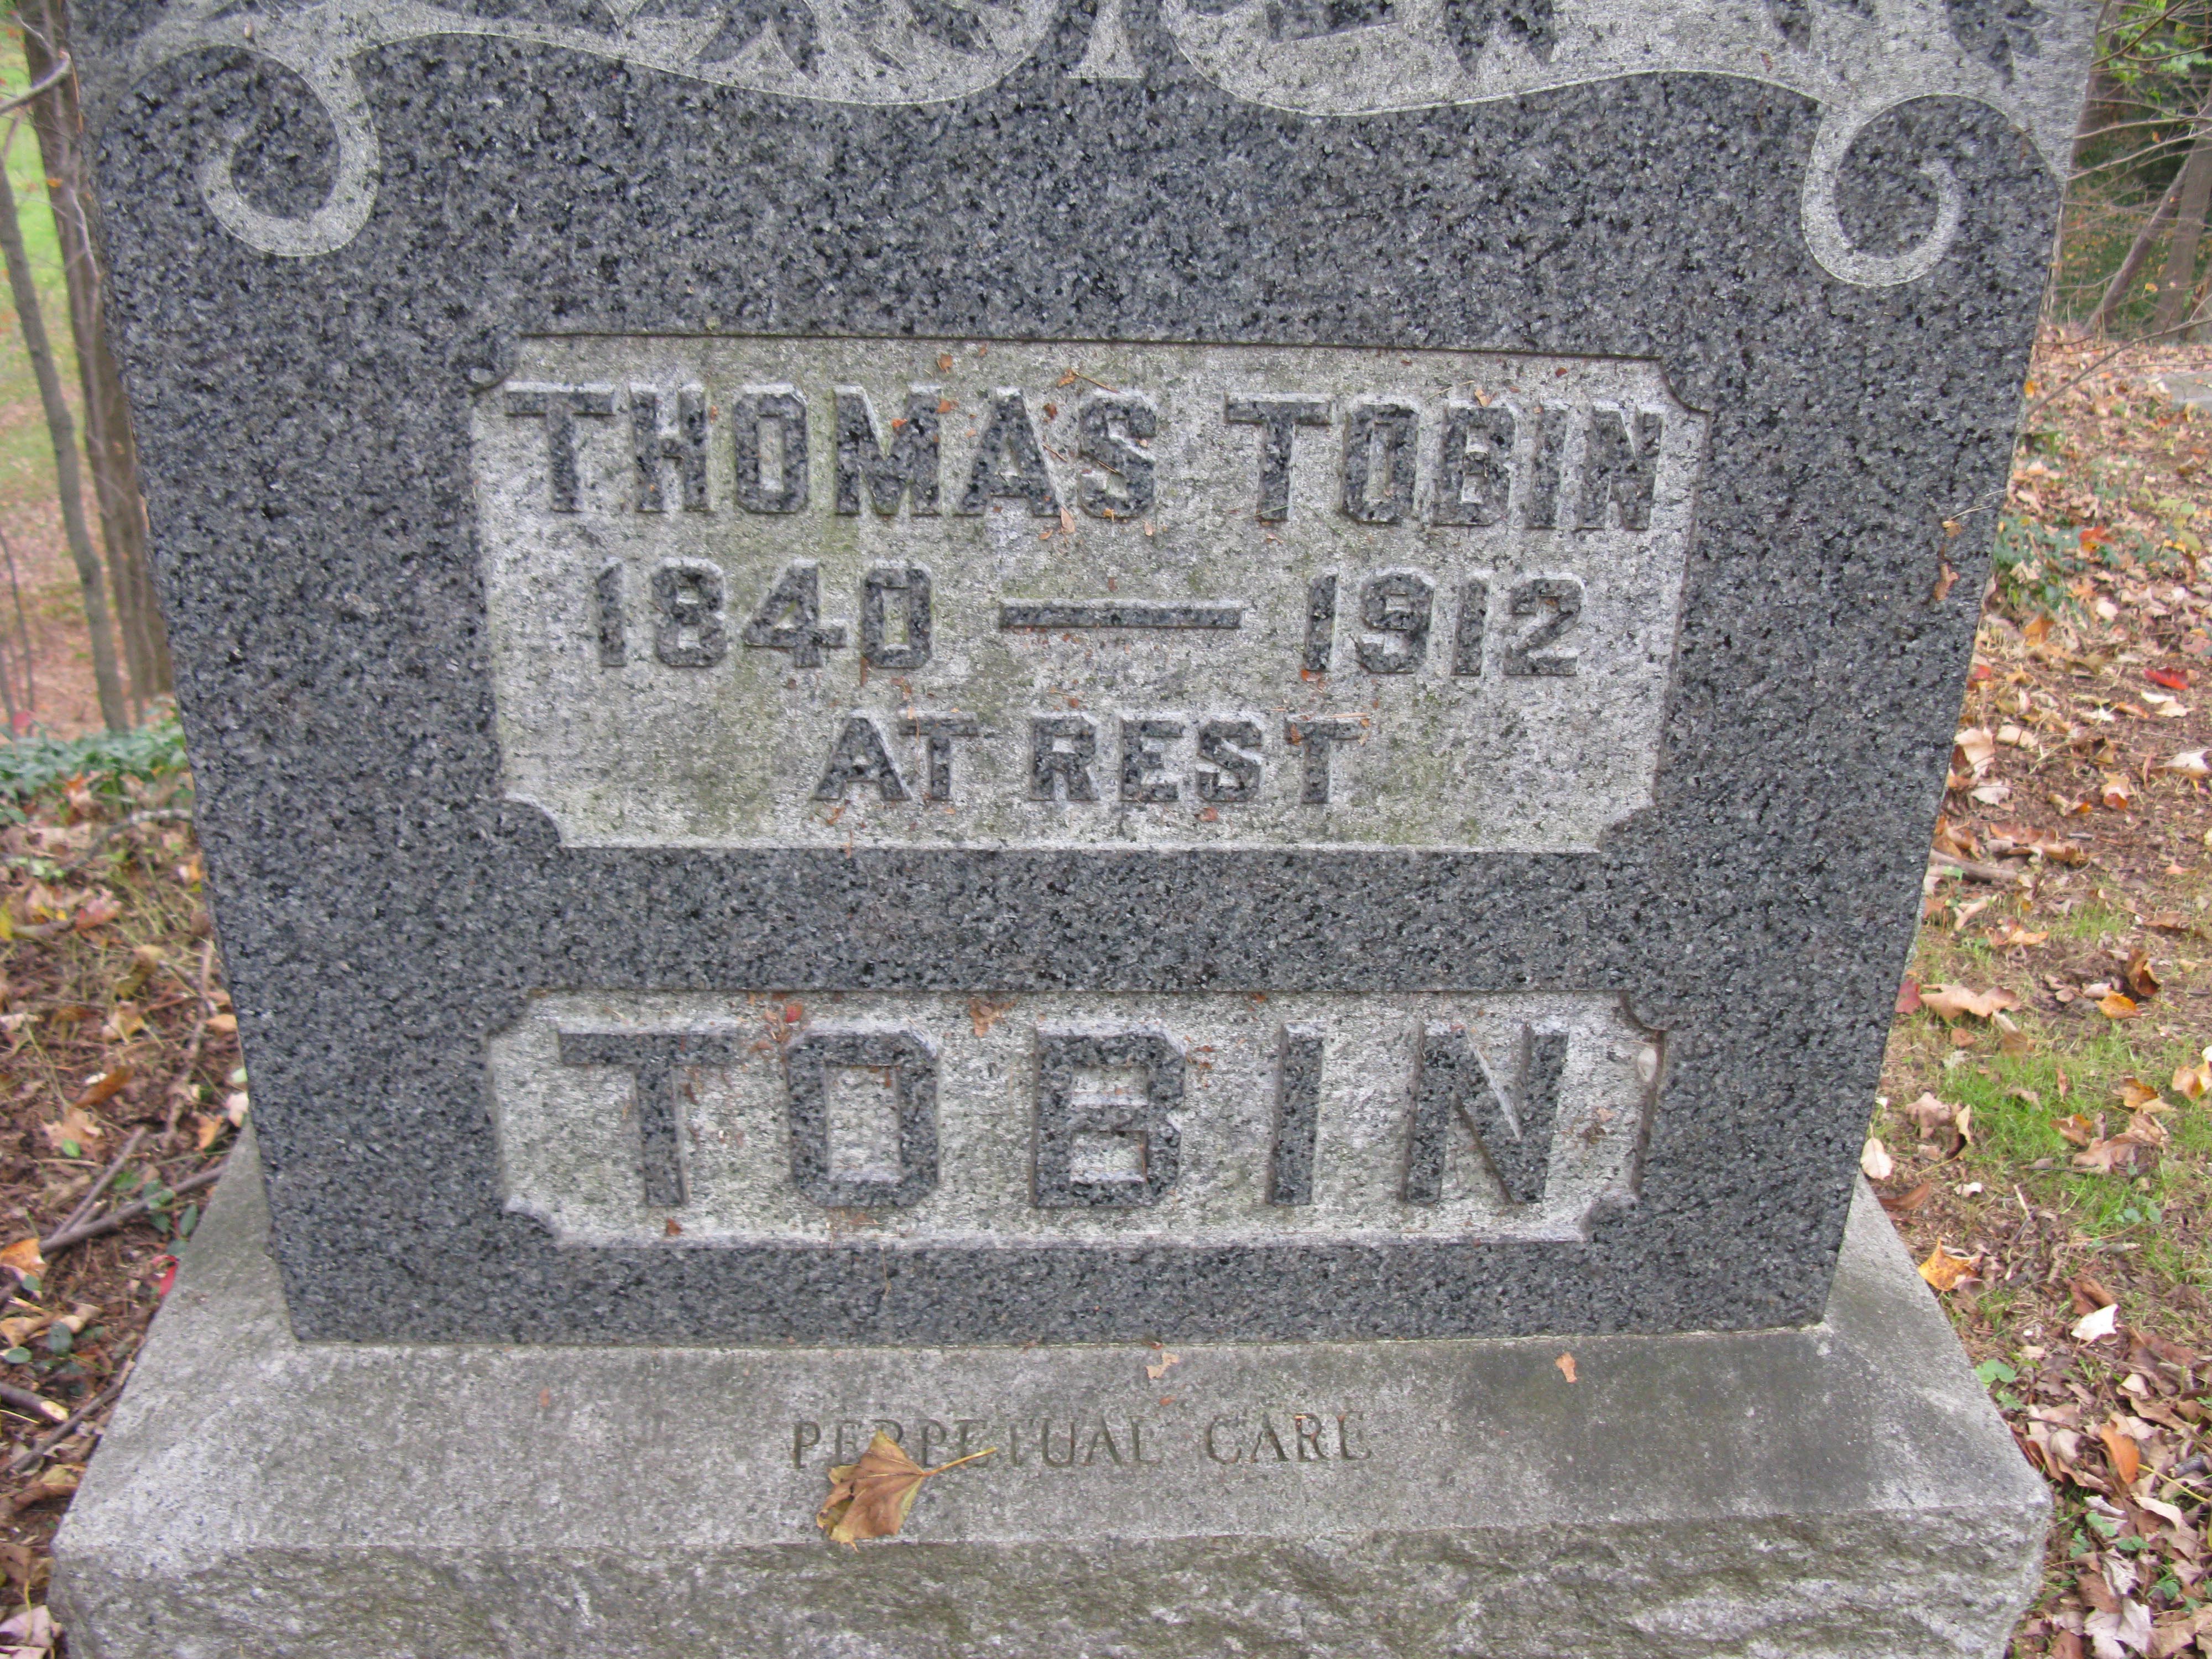 THOMAS TOBIN
1840 — 1912
AT REST
TOBIN
PERPETUAL CARE